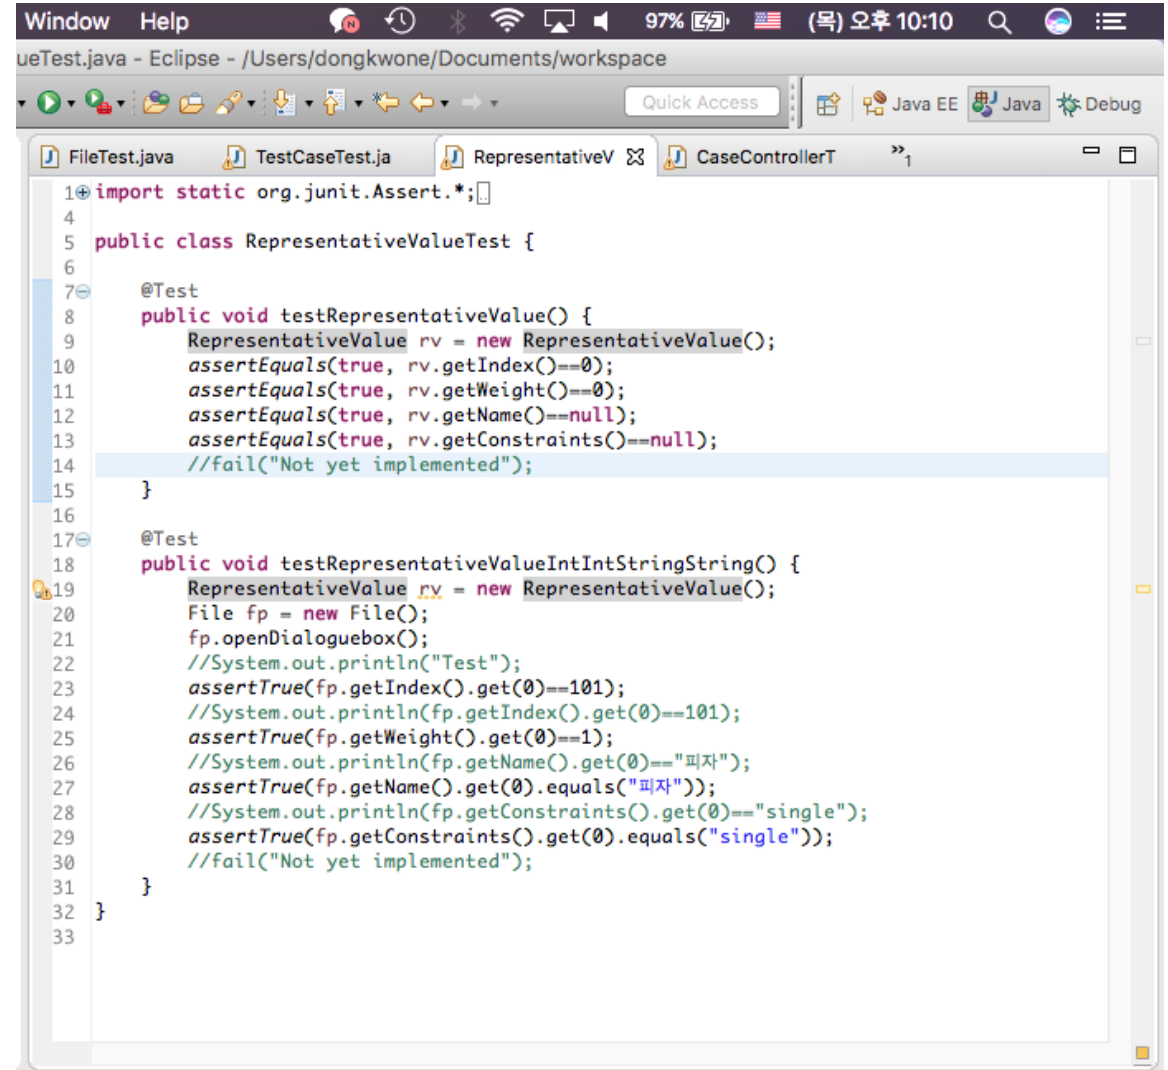 Window Help 97% (목) 오후 10:10
ueTest.java - Eclipse - /Users/dongkwone/Documents/workspace
Quick Access Java EE Java Debug
FileTest.java TestCaseTest.ja RepresentativeV CaseControllerT »1
1 import static org.junit.Assert.*;
4
5 public class RepresentativeValueTest {
6
7 @Test
8 public void testRepresentativeValue() {
9 RepresentativeValue rv = new RepresentativeValue();
10 assertEquals(true, rv.getIndex()==0);
11 assertEquals(true, rv.getWeight()==0);
12 assertEquals(true, rv.getName()==null);
13 assertEquals(true, rv.getConstraints()==null);
14 //fail("Not yet implemented");
15 }
16
17 @Test
18 public void testRepresentativeValueIntIntStringString() {
19 RepresentativeValue rv = new RepresentativeValue();
20 File fp = new File();
21 fp.openDialoguebox();
22 //System.out.println("Test");
23 assertTrue(fp.getIndex().get(0)==101);
24 //System.out.println(fp.getIndex().get(0)==101);
25 assertTrue(fp.getWeight().get(0)==1);
26 //System.out.println(fp.getName().get(0)=="피자");
27 assertTrue(fp.getName().get(0).equals("피자"));
28 //System.out.println(fp.getConstraints().get(0)=="single");
29 assertTrue(fp.getConstraints().get(0).equals("single"));
30 //fail("Not yet implemented");
31 }
32 }
33